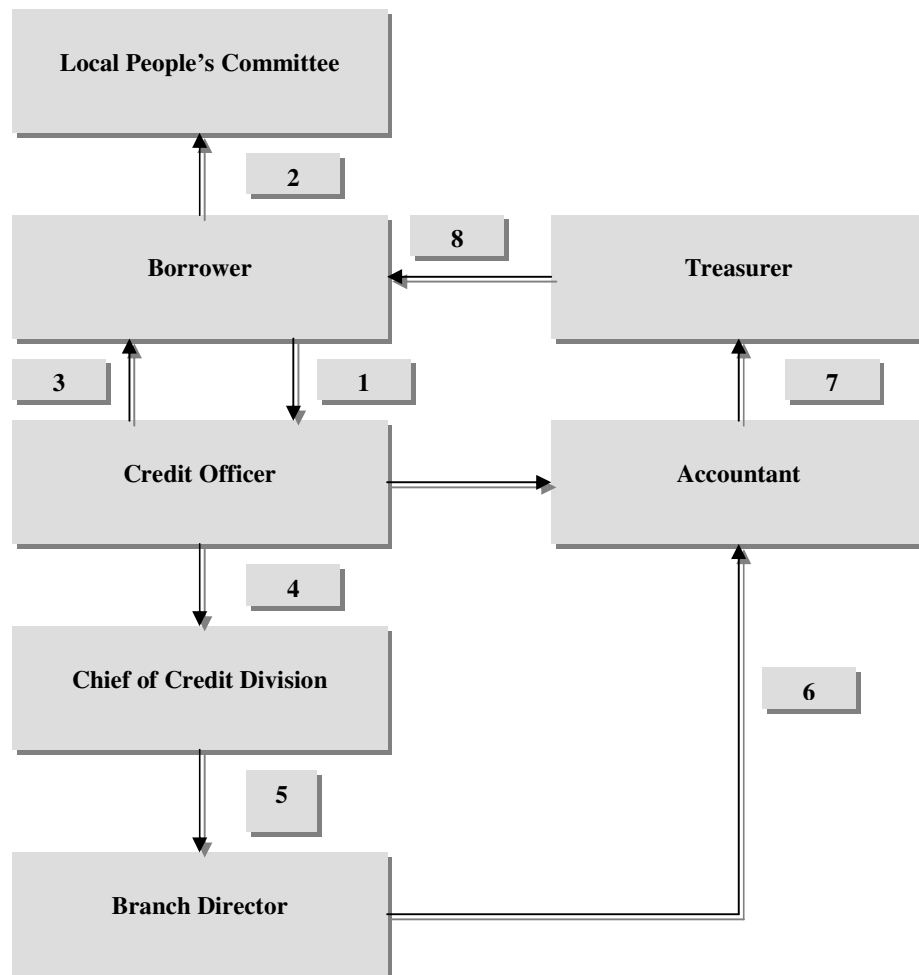 Local People’s Committee
2
8
Borrower
Treasurer
3
1
7
Credit Officer
Accountant
4
Chief of Credit Division
6
5
Branch Director